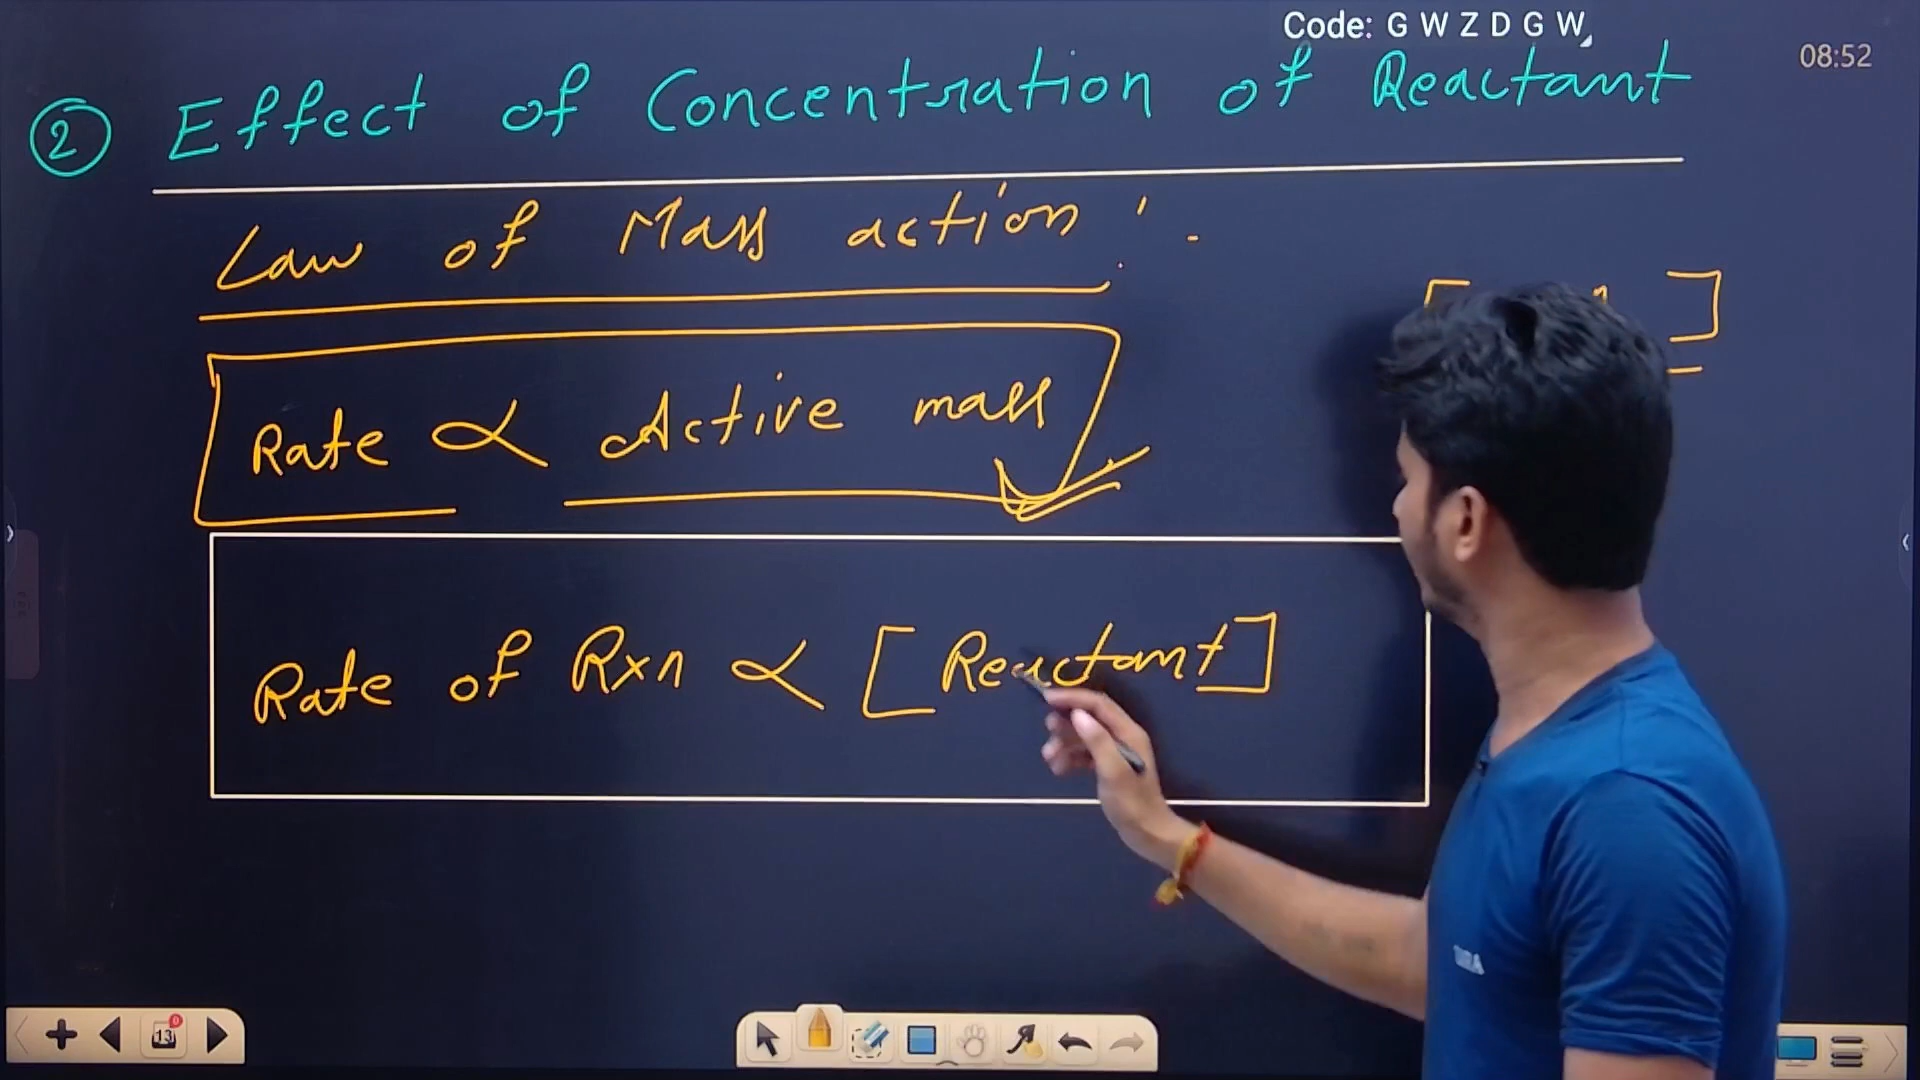 Code: G W Z D G W
08:52
② Effect of Concentration of Reactant
Law of Mass action :
[ ]
Rate ∝ Active mass
Rate of Rxn ∝ [Reactant]
13